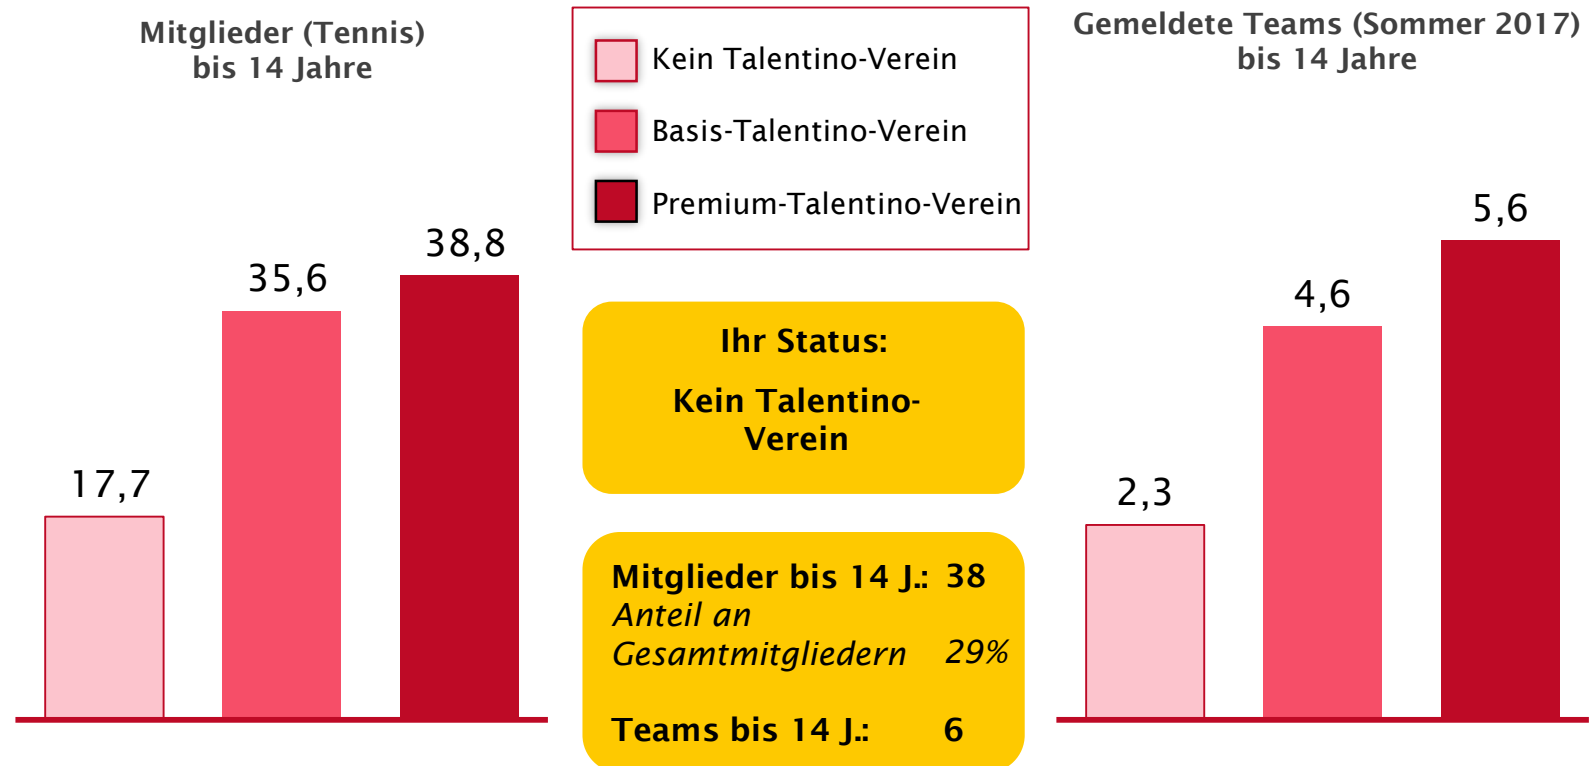 Mitglieder (Tennis)
bis 14 Jahre
38,8
35,6
17,7
Kein Talentino-Verein
Basis-Talentino-Verein
Premium-Talentino-Verein
Ihr Status:
Kein Talentino-
Verein
Mitglieder bis 14 J.: 38
Anteil an
Gesamtmitgliedern 29%
Teams bis 14 J.: 6
Gemeldete Teams (Sommer 2017)
bis 14 Jahre
5,6
4,6
2,3